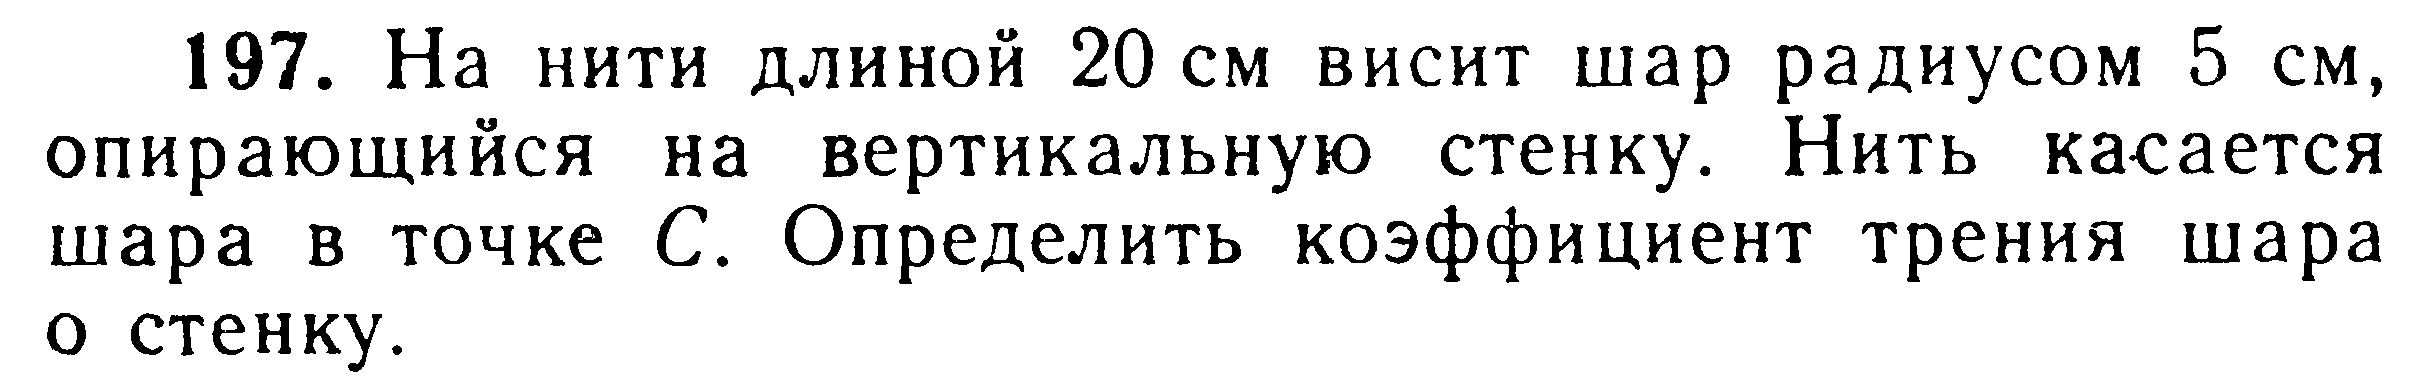 197. На нити длиной 20 см висит шар радиусом 5 см,
опирающийся на вертикальную стенку. Нить касается
шара в точке C. Определить коэффициент трения шара
о стенку.